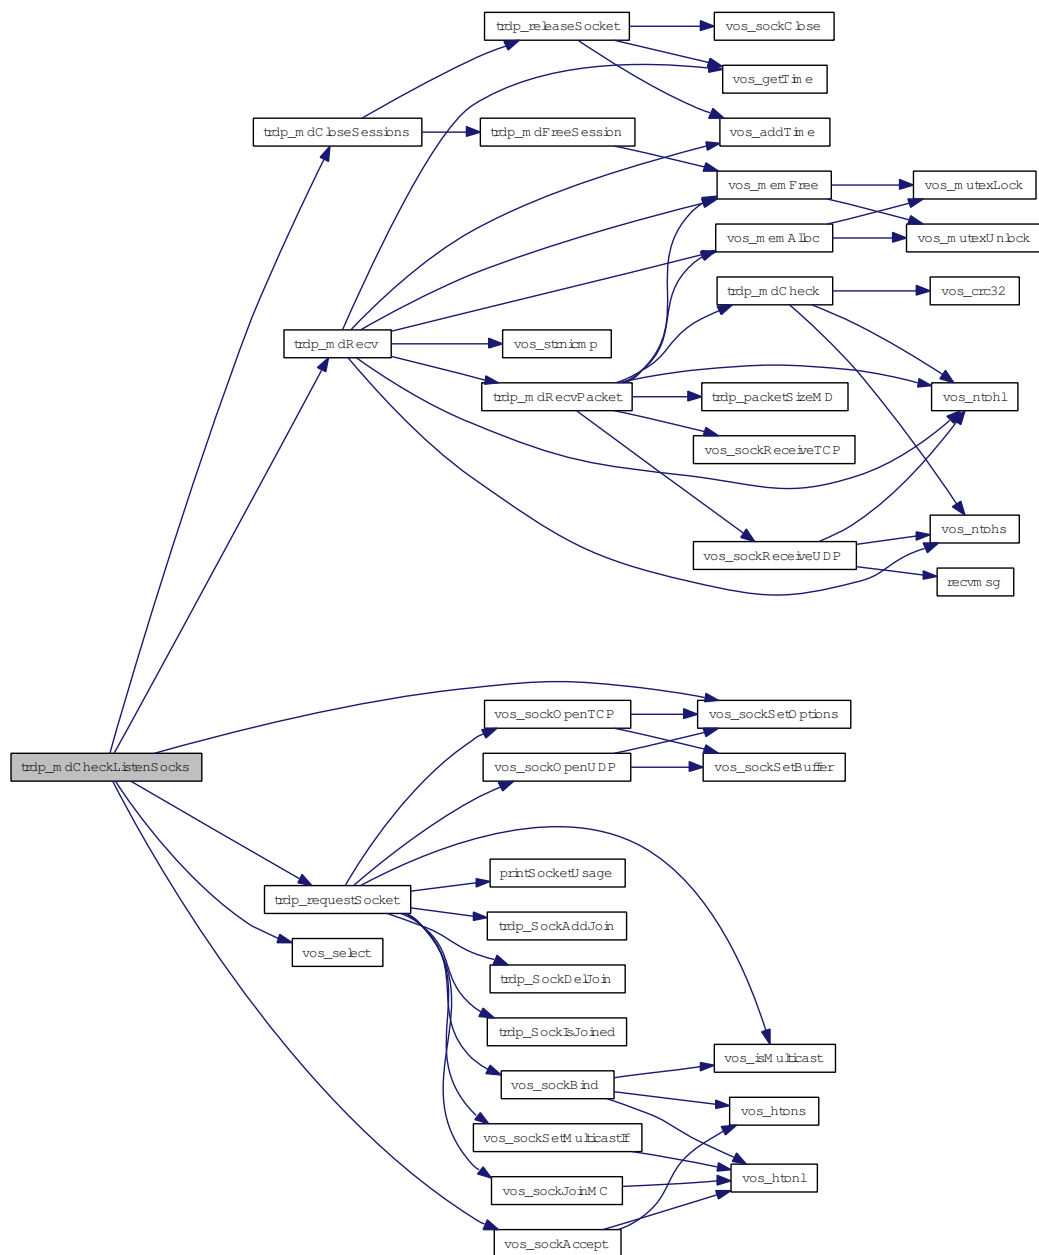 trdp_releaseSocket
vos_sockClose
vos_getTime
trdp_mdCloseSessions
trdp_mdFreeSession
vos_addTime
vos_memFree
vos_mutexLock
vos_memAlloc
vos_mutexUnlock
trdp_mdCheck
vos_crc32
trdp_mdRecv
vos_strnicmp
trdp_mdRecvPacket
trdp_packetSizeMD
vos_ntohl
vos_sockReceiveTCP
vos_ntohs
vos_sockReceiveUDP
recvmsg
vos_sockOpenTCP
vos_sockSetOptions
trdp_mdCheckListenSocks
vos_sockOpenUDP
vos_sockSetBuffer
printSocketUsage
trdp_requestSocket
trdp_SockAddJoin
vos_select
trdp_SockDelJoin
trdp_SockIsJoined
vos_isMulticast
vos_sockBind
vos_htons
vos_sockSetMulticastIf
vos_htonl
vos_sockJoinMC
vos_sockAccept